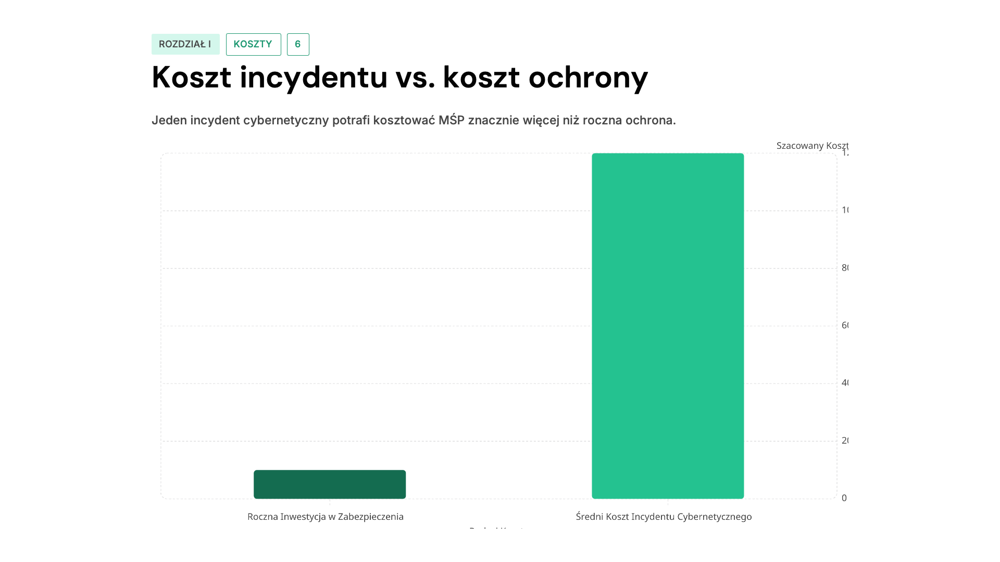 ROZDZIAŁ I KOSZTY 6
Koszt incydentu vs. koszt ochrony
Jeden incydent cybernetyczny potrafi kosztować MŚP znacznie więcej niż roczna ochrona.
Szacowany Koszt
0
Roczna Inwestycja w Zabezpieczenia
Średni Koszt Incydentu Cybernetycznego